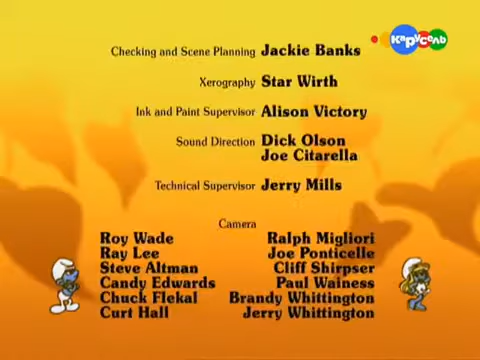 карусель
Checking and Scene Planning Jackie Banks
Xerography Star Wirth
Ink and Paint Supervisor Alison Victory
Sound Direction Dick Olson
Joe Citarella
Technical Supervisor Jerry Mills
Camera
Roy Wade Ralph Migliori
Ray Lee Joe Ponticelle
Steve Altman Cliff Shirpser
Candy Edwards Paul Wainess
Chuck Flekal Brandy Whittington
Curt Hall Jerry Whittington